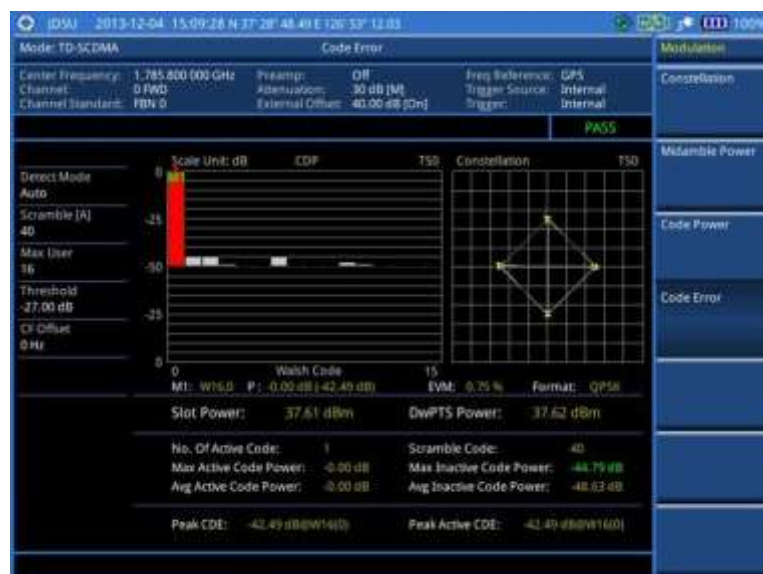 JDSU 2013-12-04 15:09:28 N 37° 28' 48.49 E 126° 53" 12.03 100%
Mode: TD-SCDMA Code Error Modulation
Center Frequency: 1,785.800 000 GHz Preamp: Off Freq Reference: GPS
Channel: 0 FWD Attenuation: 30 dB [M] Trigger Source: Internal
Channel Standard: FBN 0 External Offset: 40.00 dB [On] Trigger: Internal
Constellation
PASS
Midamble Power
Scale Unit: dB CDP TS0 Constellation TS0
Detect Mode
Auto
Scramble [A]
40
Max User
16
Threshold
-27.00 dB
CF Offset
0 Hz
0
M1
-25
-50
-25
0
0 Walsh Code 15
Code Power
Code Error
M1: W16,0 P: -0.00 dB (-42.49 dB) EVM: 0.75 % Format: QPSK
Slot Power: 37.61 dBm DwPTS Power: 37.62 dBm
No. Of Active Code: 1 Scramble Code: 40
Max Active Code Power: -0.00 dB Max Inactive Code Power: -44.79 dB
Avg Active Code Power: -0.00 dB Avg Inactive Code Power: -48.63 dB
Peak CDE: -42.49 dB@W16(0) Peak Active CDE: -42.49 dB@W16(0)